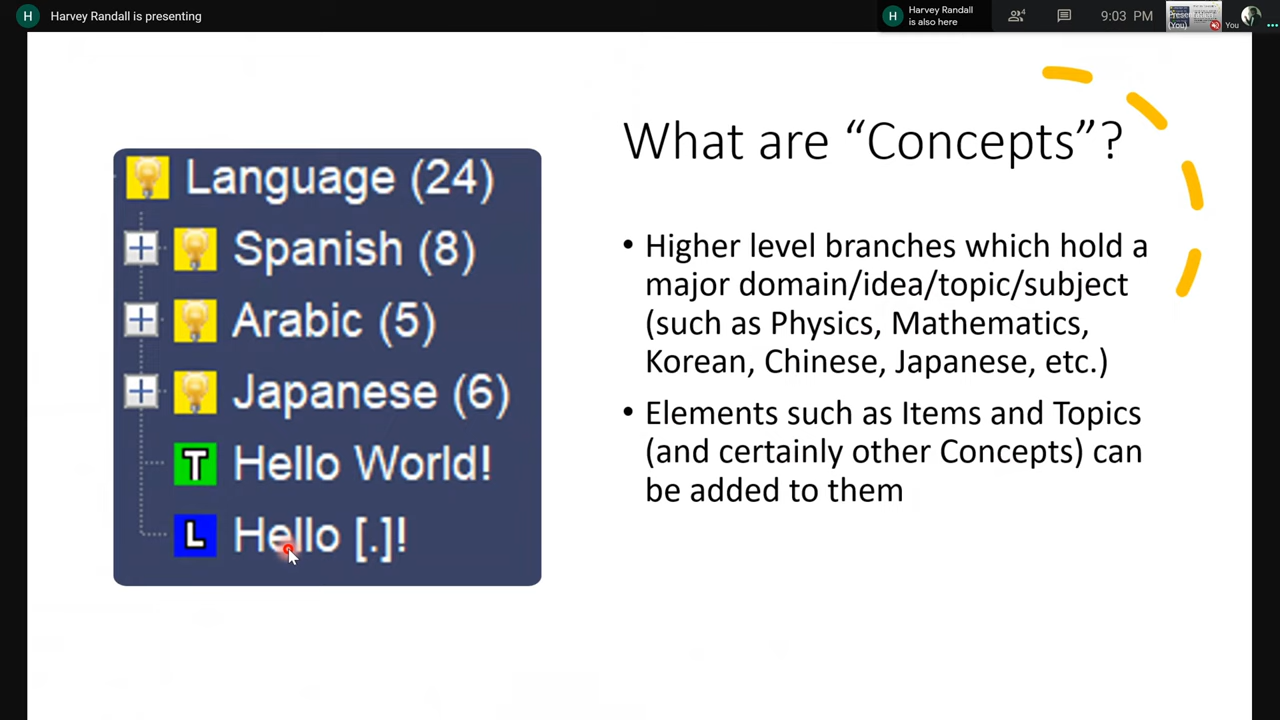 H Harvey Randall is presenting
H Harvey Randall
is also here
4
9:03 PM
You
Language (24)
Spanish (8)
Arabic (5)
Japanese (6)
T Hello World!
L Hello [.]!
What are “Concepts”?
• Higher level branches which hold a
major domain/idea/topic/subject
(such as Physics, Mathematics,
Korean, Chinese, Japanese, etc.)
• Elements such as Items and Topics
(and certainly other Concepts) can
be added to them